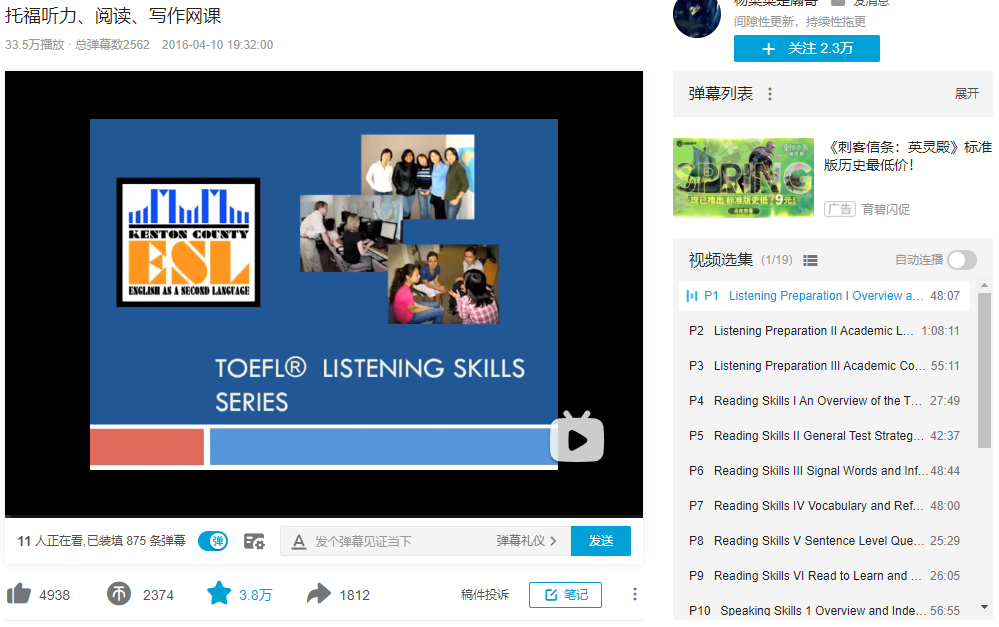 托福听力、阅读、写作网课
33.5万播放 · 总弹幕数2562 2016-04-10 19:32:00
KENTON COUNTY
ESL
ENGLISH AS A SECOND LANGUAGE
TOEFL® LISTENING SKILLS
SERIES
11 人正在看, 已装填 875 条弹幕
弹
发个弹幕见证当下
弹幕礼仪 >
发送
4938
2374
3.8万
1812
稿件投诉
笔记
发消息
间隙性更新，持续性拖更
+ 关注 2.3万
弹幕列表
展开
SPRING
《刺客信条：英灵殿》标准
版历史最低价！
广告 育碧闪促
视频选集 (1/19)
自动连播
P1 Listening Preparation I Overview a... 48:07
P2 Listening Preparation II Academic L... 1:08:11
P3 Listening Preparation III Academic Co... 55:11
P4 Reading Skills I An Overview of the T... 27:49
P5 Reading Skills II General Test Strateg... 42:37
P6 Reading Skills III Signal Words and Inf... 48:44
P7 Reading Skills IV Vocabulary and Ref... 48:00
P8 Reading Skills V Sentence Level Que... 25:29
P9 Reading Skills VI Read to Learn and ... 26:05
P10 Speaking Skills 1 Overview and Inde... 56:55